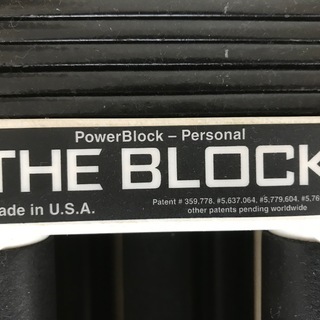 PowerBlock – Personal
THE BLOCK
ade in U.S.A.
Patent # 359,778, #5,637,064, #5,779,604, #5,76
other patents pending worldwide